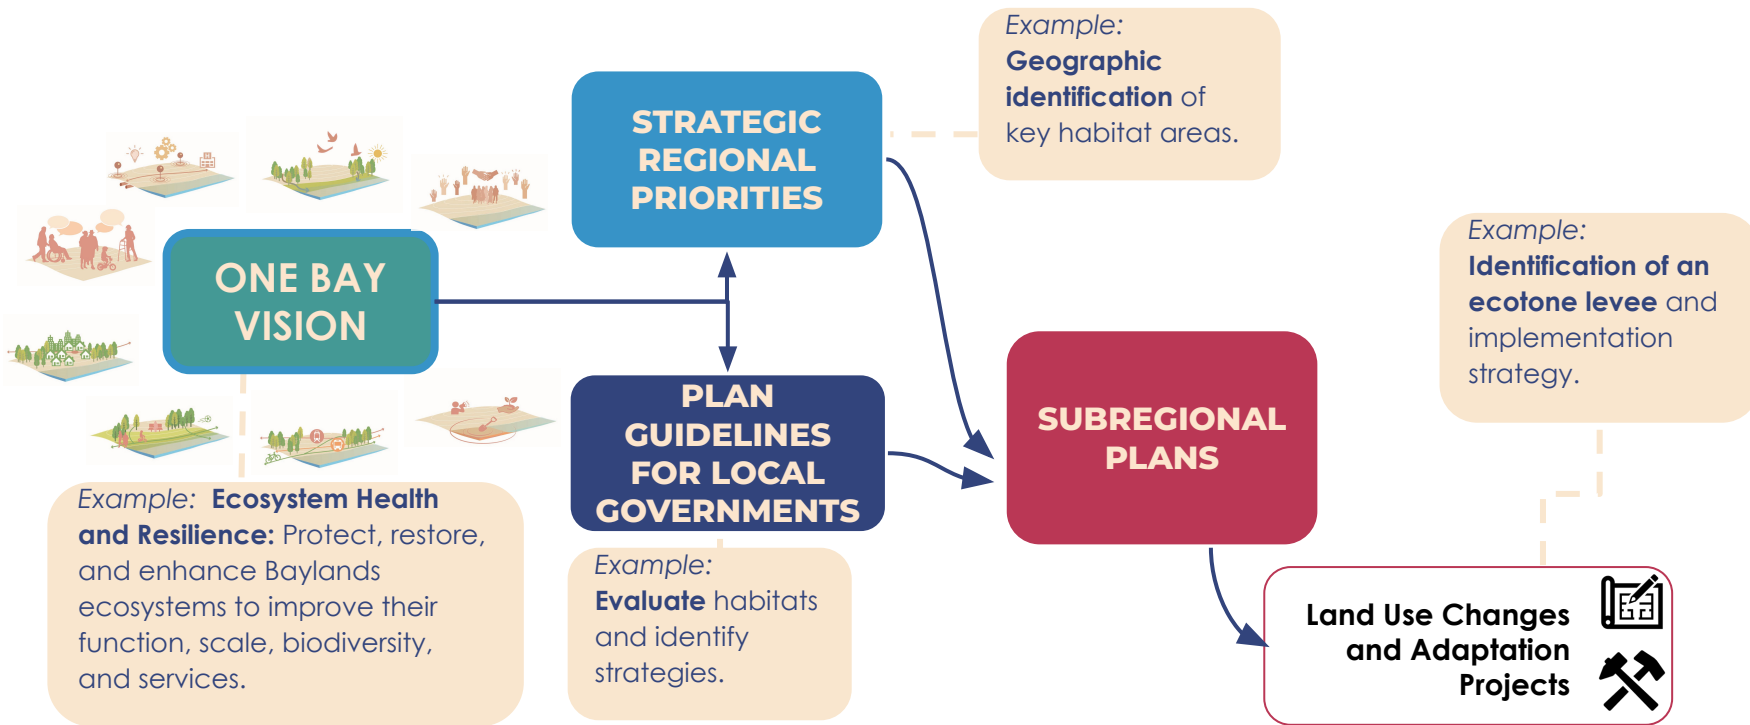 Example:
Geographic
identification of
key habitat areas.
STRATEGIC
REGIONAL
PRIORITIES
ONE BAY
VISION
Example:
Identification of an
ecotone levee and
implementation
strategy.
PLAN
GUIDELINES
FOR LOCAL
GOVERNMENTS
SUBREGIONAL
PLANS
Example: Ecosystem Health
and Resilience: Protect, restore,
and enhance Baylands
ecosystems to improve their
function, scale, biodiversity,
and services.
Example:
Evaluate habitats
and identify
strategies.
Land Use Changes
and Adaptation
Projects